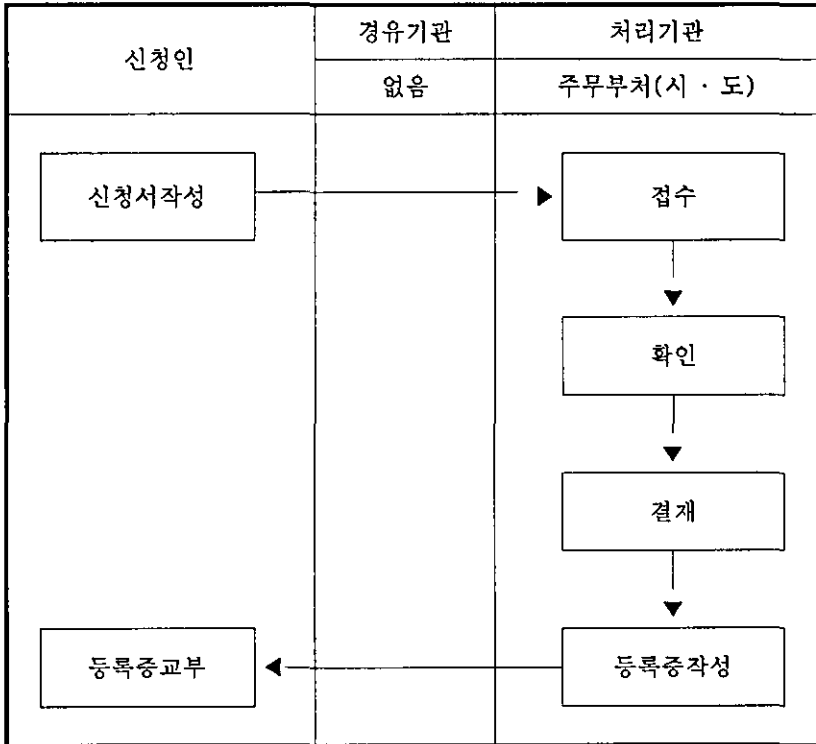 신청인
경유기관
처리기관
없음
주무부처(시 · 도)
신청서작성
접수
확인
결재
등록증교부
등록증작성